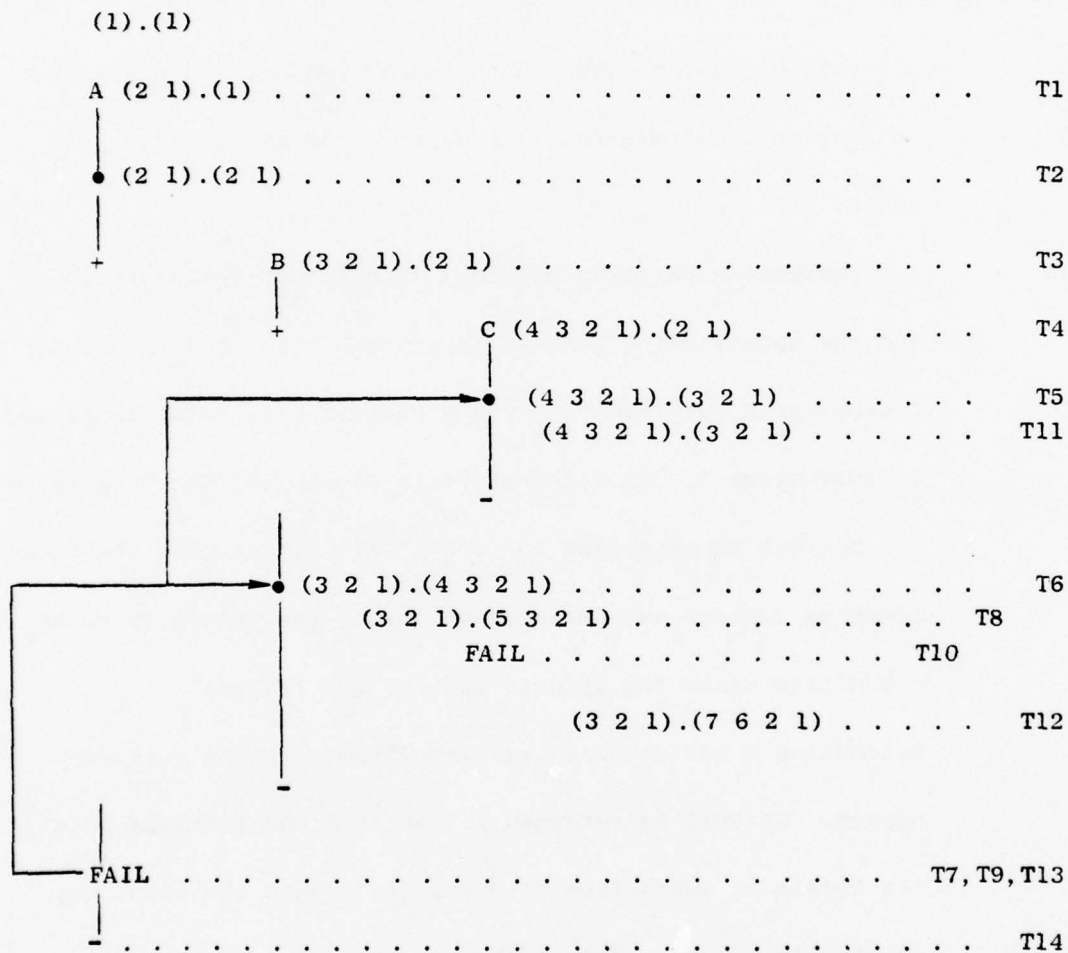 (1).(1)
A (2 1).(1) . . . . . . . . . . . . . . . . . . . . . . . T1
(2 1).(2 1) . . . . . . . . . . . . . . . . . . . . . . T2
+ B (3 2 1).(2 1) . . . . . . . . . . . . . . . . T3
+ C (4 3 2 1).(2 1) . . . . . . . . T4
(4 3 2 1).(3 2 1) . . . . . . . T5
(4 3 2 1).(3 2 1) . . . . . . T11
-
(3 2 1).(4 3 2 1) . . . . . . . . . . . . . . T6
(3 2 1).(5 3 2 1) . . . . . . . . . . . . T8
FAIL . . . . . . . . . . . . . T10
(3 2 1).(7 6 2 1) . . . . . . T12
-
FAIL . . . . . . . . . . . . . . . . . . . . . . . . T7,T9,T13
- . . . . . . . . . . . . . . . . . . . . . . . . . . . T14